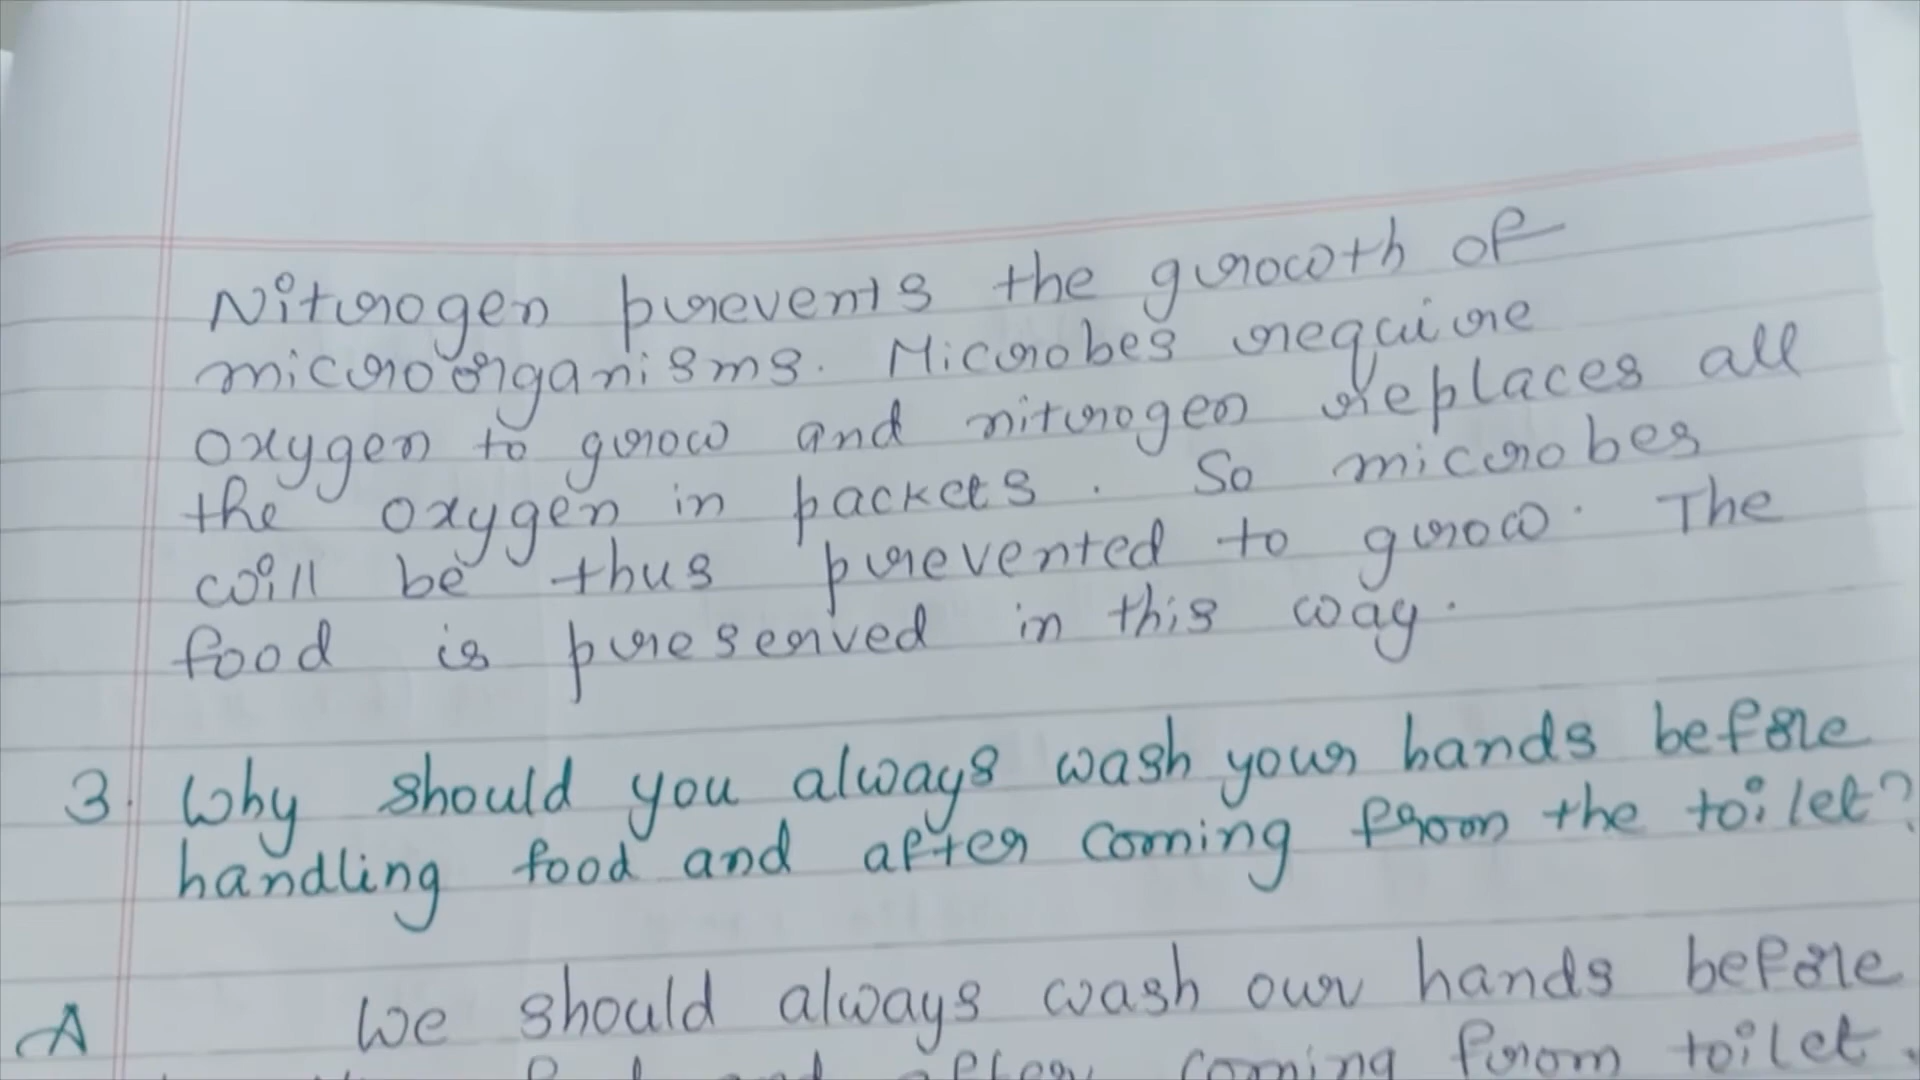 Nitrogen prevents the growth of
microorganisms. Microbes require
oxygen to grow and nitrogen replaces all
the oxygen in packets. So microbes
will be thus prevented to grow. The
food is preserved in this way.
3. Why should you always wash your hands before
handling food and after coming from the toilet?
A We should always wash our hands before
after coming from toilet.